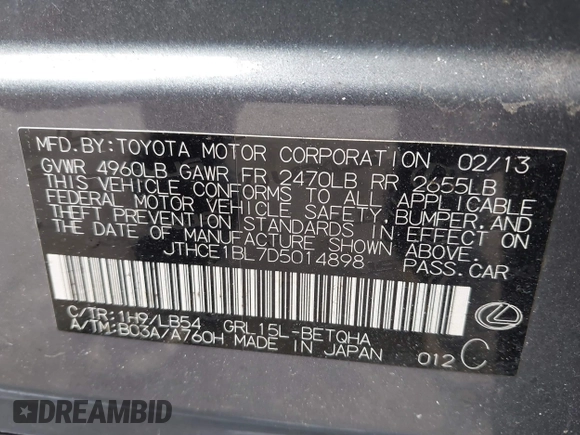 MFD.BY:TOYOTA MOTOR CORPORATION 02/13
GVWR 4960LB GAWR FR 2470LB RR 2655LB
THIS VEHICLE CONFORMS TO ALL APPLICABLE
FEDERAL MOTOR VEHICLE SAFETY, BUMPER, AND
THEFT PREVENTION STANDARDS IN EFFECT ON
THE DATE OF MANUFACTURE SHOWN ABOVE.
JTHCE1BL7D5014898 PASS.CAR
C/TR:1H9/LB54 GRL15L-BETQHA
A/TM:B03A/A760H MADE IN JAPAN 012 C
DREAMBID